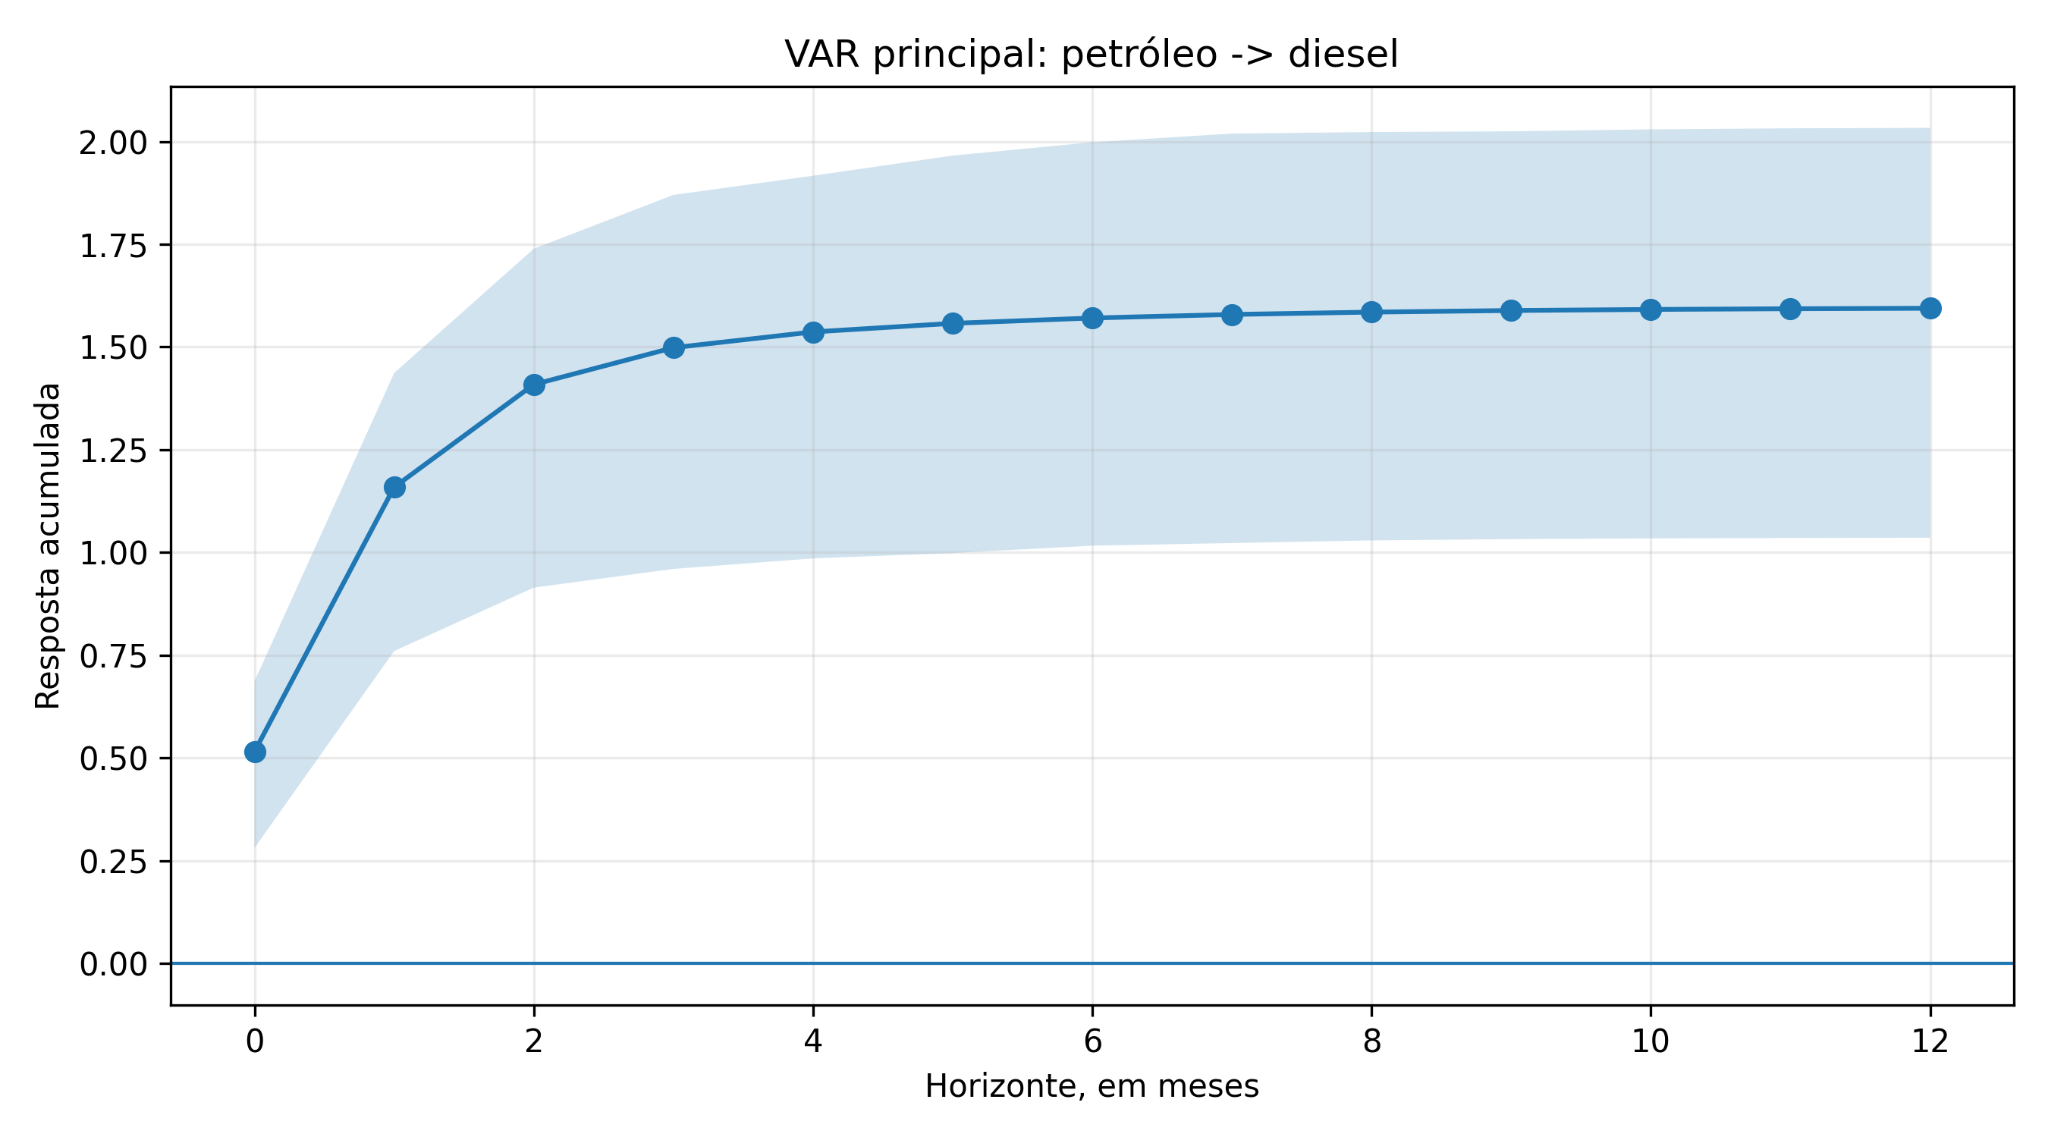 VAR principal: petróleo -> diesel
Resposta acumulada
2.00
1.75
1.50
1.25
1.00
0.75
0.50
0.25
0.00
0 2 4 6 8 10 12
Horizonte, em meses